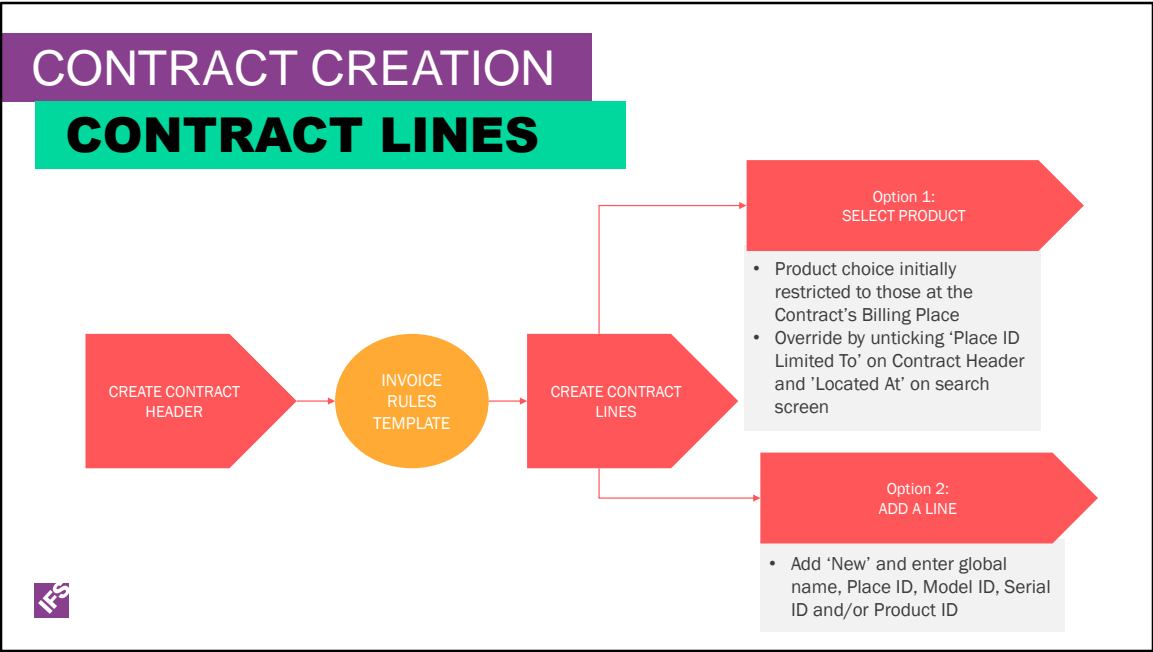 CONTRACT CREATION
CONTRACT LINES
CREATE CONTRACT
HEADER
INVOICE
RULES
TEMPLATE
CREATE CONTRACT
LINES
Option 1:
SELECT PRODUCT
• Product choice initially
restricted to those at the
Contract’s Billing Place
• Override by unticking ‘Place ID
Limited To’ on Contract Header
and ’Located At’ on search
screen
Option 2:
ADD A LINE
• Add ‘New’ and enter global
name, Place ID, Model ID, Serial
ID and/or Product ID
IFS